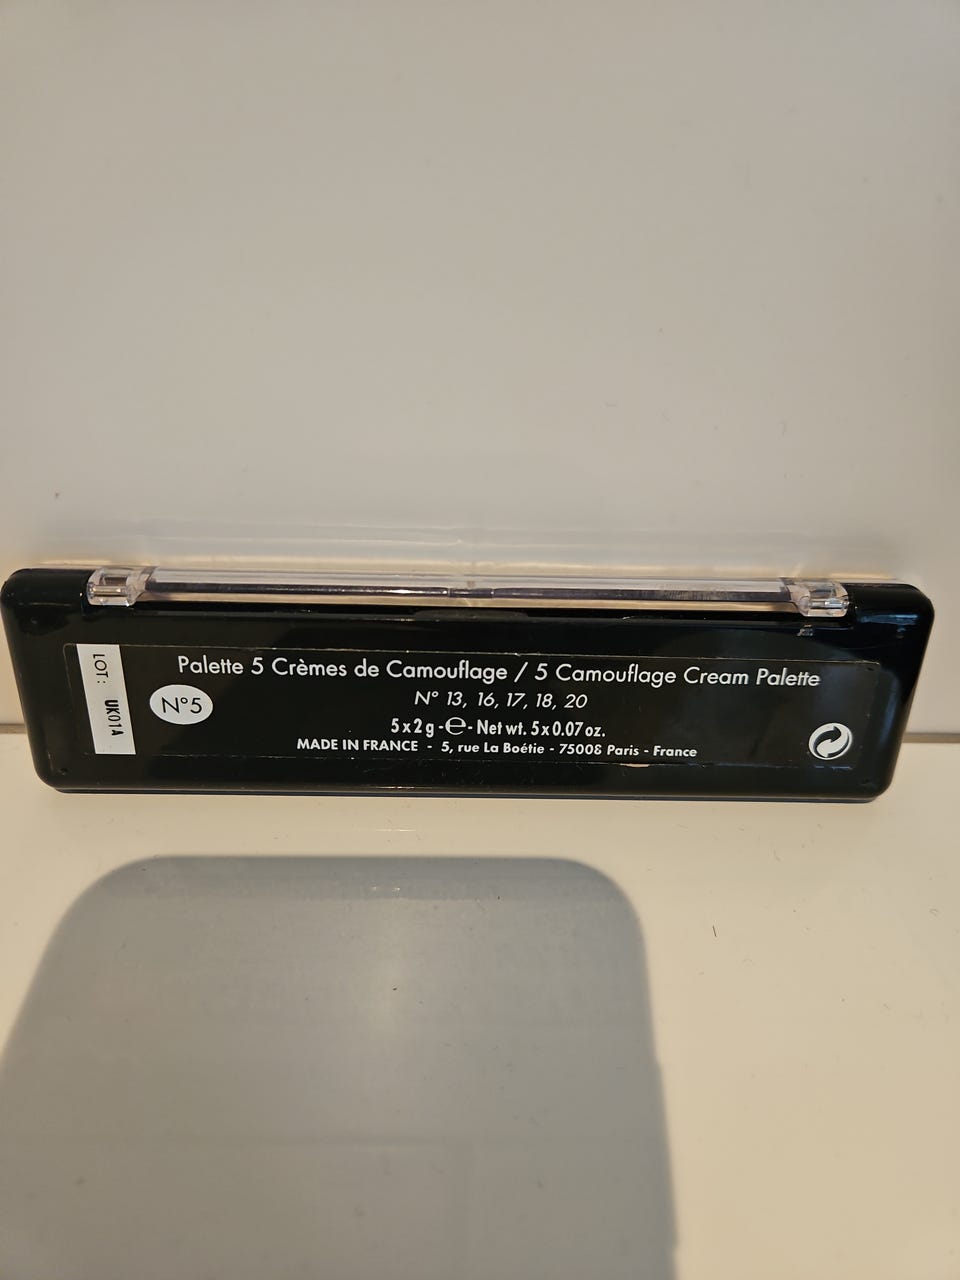 LOT: UK01A
Palette 5 Crèmes de Camouflage / 5 Camouflage Cream Palette
N°5
N° 13, 16, 17, 18, 20
5 x 2 g - ℮ - Net wt. 5 x 0.07 oz.
MADE IN FRANCE - 5, rue La Boétie - 75008 Paris - France